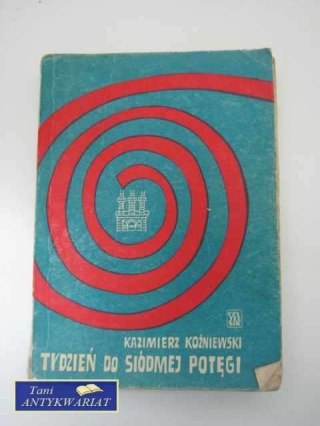 KAZIMIERZ KOŹNIEWSKI
TYDZIEŃ DO SIÓDMEJ POTĘGI
Tani
ANTYKWARIAT